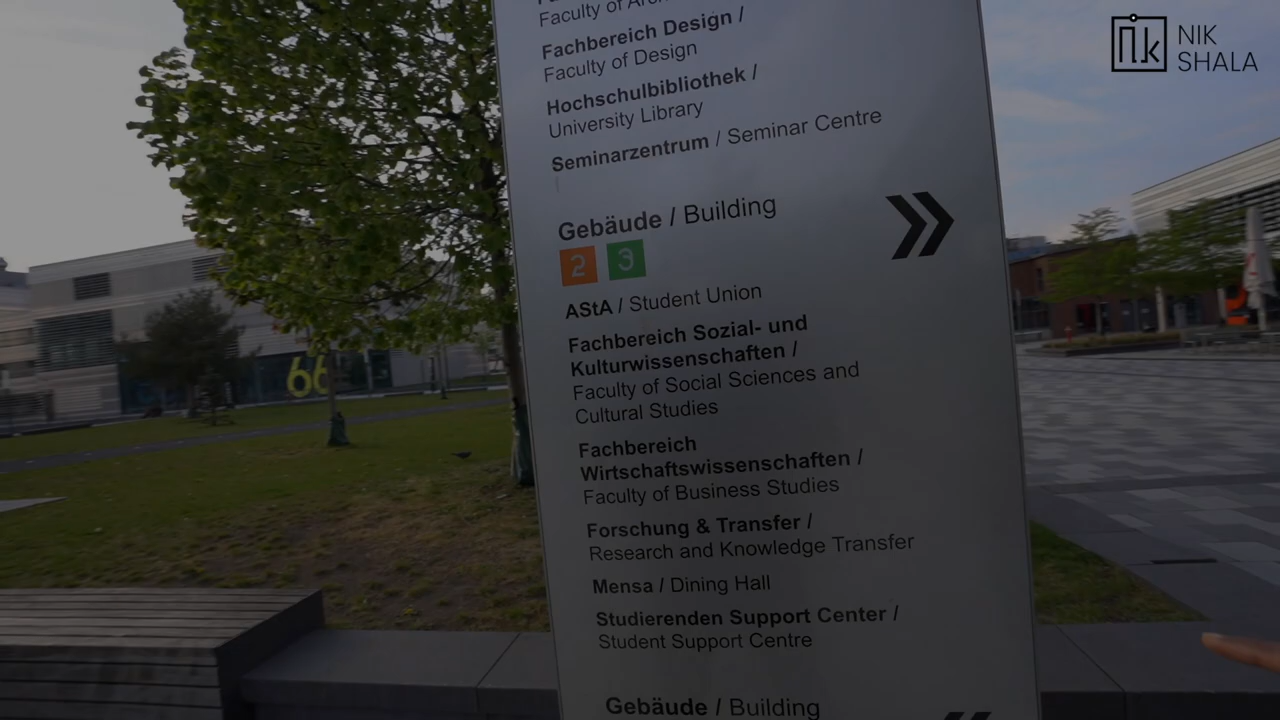 NIK
SHALA
Faculty of
Fachbereich Design /
Faculty of Design
Hochschulbibliothek /
University Library
Seminarzentrum / Seminar Centre
Gebäude / Building
2 3
AStA / Student Union
Fachbereich Sozial- und
Kulturwissenschaften /
Faculty of Social Sciences and
Cultural Studies
Fachbereich
Wirtschaftswissenschaften /
Faculty of Business Studies
Forschung & Transfer /
Research and Knowledge Transfer
Mensa / Dining Hall
Studierenden Support Center /
Student Support Centre
Gebäude / Building
66